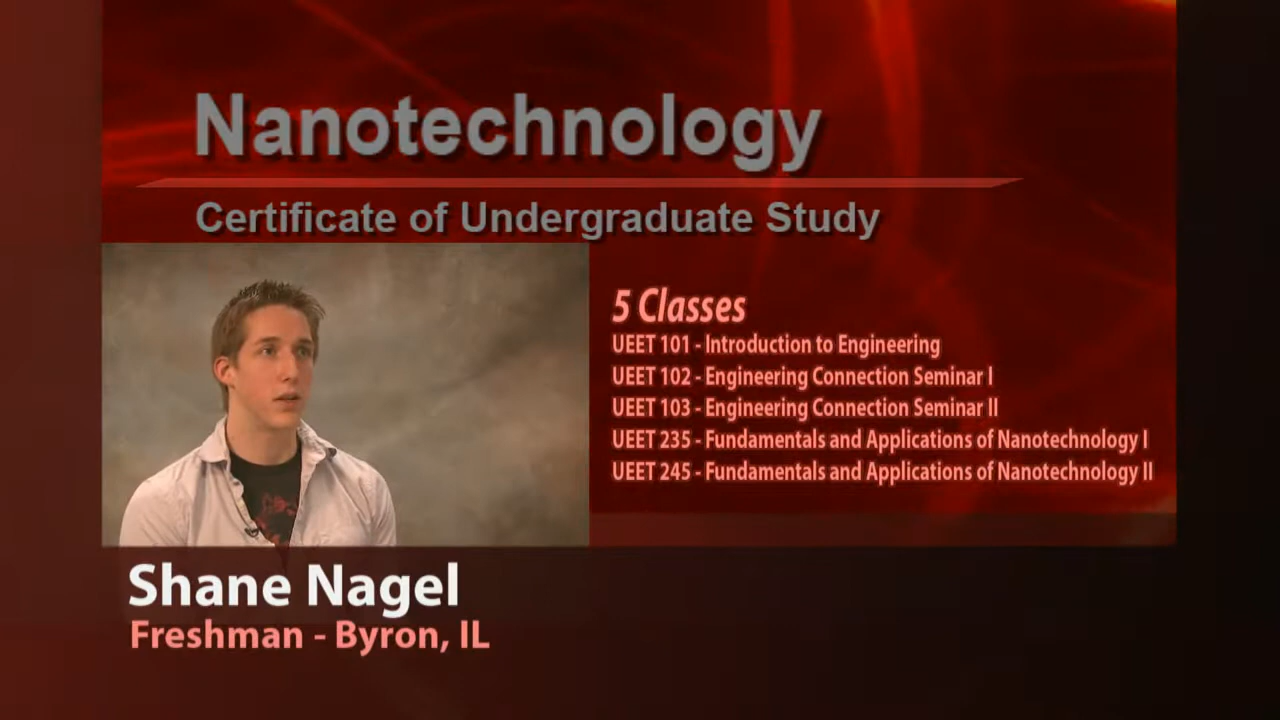 Nanotechnology
Certificate of Undergraduate Study
5 Classes
UEET 101 - Introduction to Engineering
UEET 102 - Engineering Connection Seminar I
UEET 103 - Engineering Connection Seminar II
UEET 235 - Fundamentals and Applications of Nanotechnology I
UEET 245 - Fundamentals and Applications of Nanotechnology II
Shane Nagel
Freshman - Byron, IL